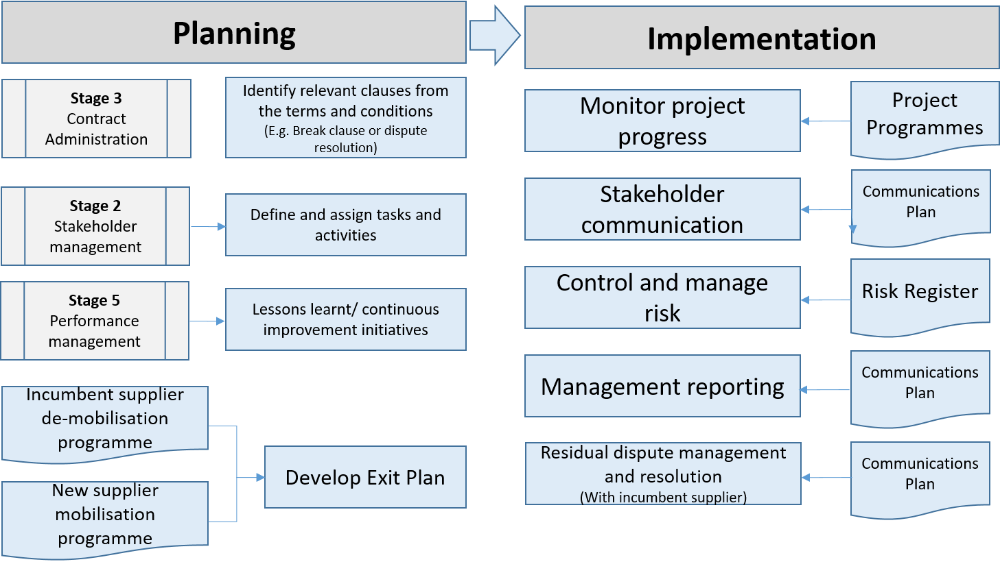 Planning
Implementation
Stage 3
Contract
Administration
Identify relevant clauses from
the terms and conditions
(E.g. Break clause or dispute
resolution)
Stage 2
Stakeholder
management
Define and assign tasks and
activities
Stage 5
Performance
management
Lessons learnt/ continuous
improvement initiatives
Incumbent supplier
de-mobilisation
programme
New supplier
mobilisation
programme
Develop Exit Plan
Monitor project
progress
Project
Programmes
Stakeholder
communication
Communications
Plan
Control and manage
risk
Risk Register
Management reporting
Communications
Plan
Residual dispute management
and resolution
(With incumbent supplier)
Communications
Plan